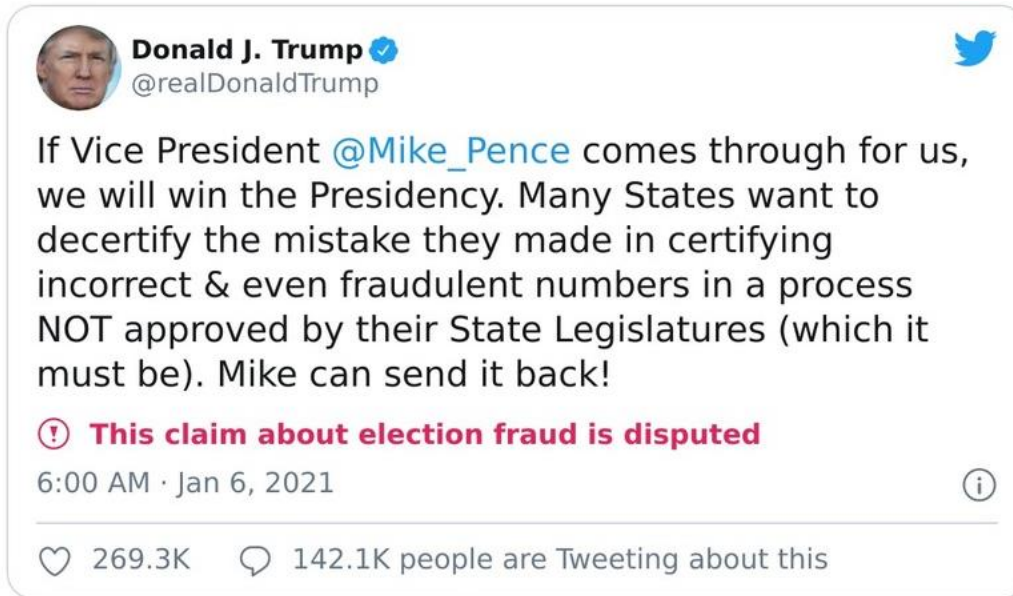 Donald J. Trump
@realDonaldTrump
If Vice President @Mike_Pence comes through for us,
we will win the Presidency. Many States want to
decertify the mistake they made in certifying
incorrect & even fraudulent numbers in a process
NOT approved by their State Legislatures (which it
must be). Mike can send it back!
This claim about election fraud is disputed
6:00 AM · Jan 6, 2021
269.3K 142.1K people are Tweeting about this